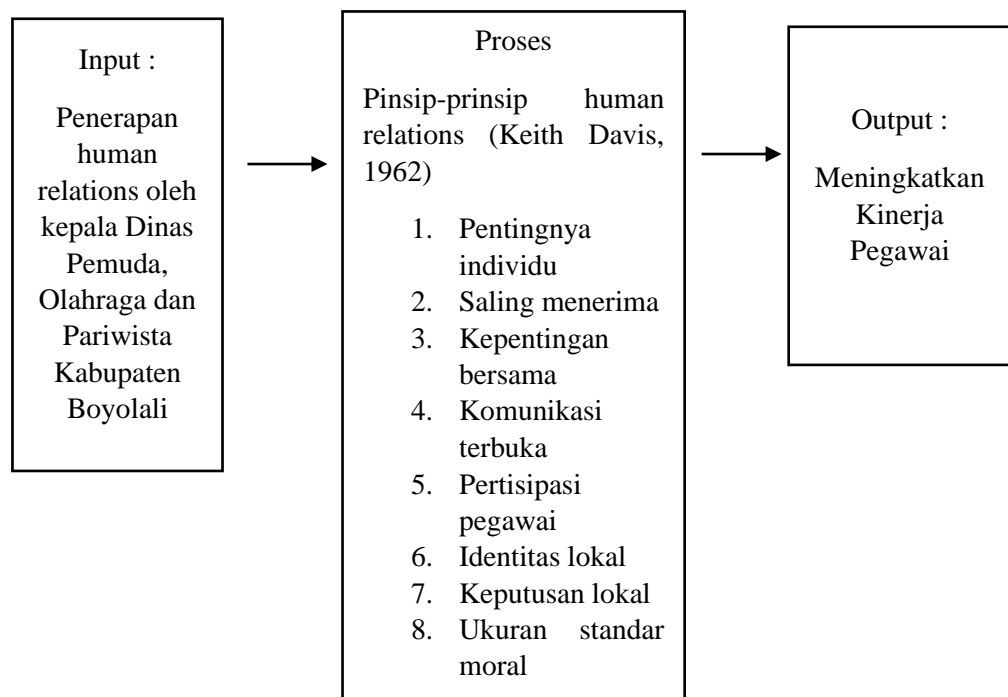 Input :
Penerapan
human
relations oleh
kepala Dinas
Pemuda,
Olahraga dan
Pariwista
Kabupaten
Boyolali
Proses
Pinsip-prinsip human
relations (Keith Davis,
1962)
1. Pentingnya
individu
2. Saling menerima
3. Kepentingan
bersama
4. Komunikasi
terbuka
5. Pertisipasi
pegawai
6. Identitas lokal
7. Keputusan lokal
8. Ukuran standar
moral
Output :
Meningkatkan
Kinerja
Pegawai